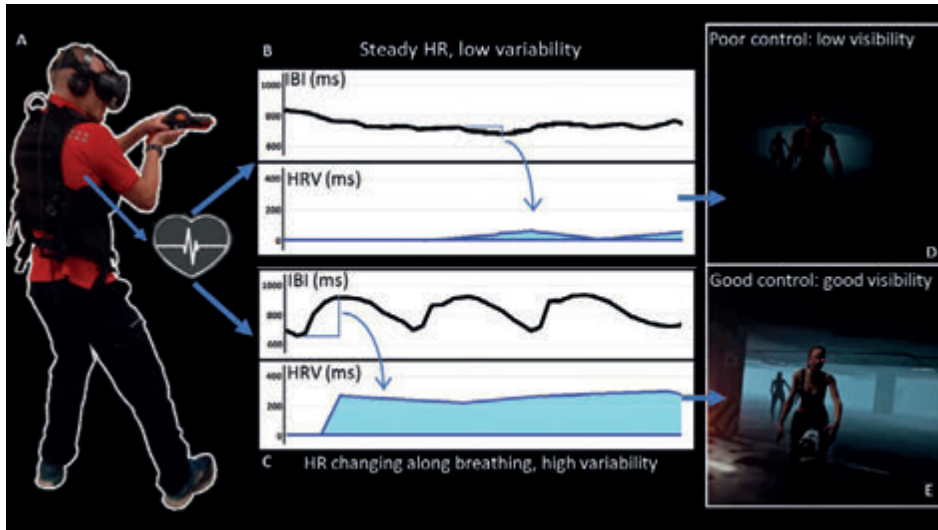 A
B
Steady HR, low variability
IBI (ms)
1000
800
600
HRV (ms)
400
200
0
IBI (ms)
1000
800
600
HRV (ms)
400
200
0
C
HR changing along breathing, high variability
Poor control: low visibility
D
Good control: good visibility
E